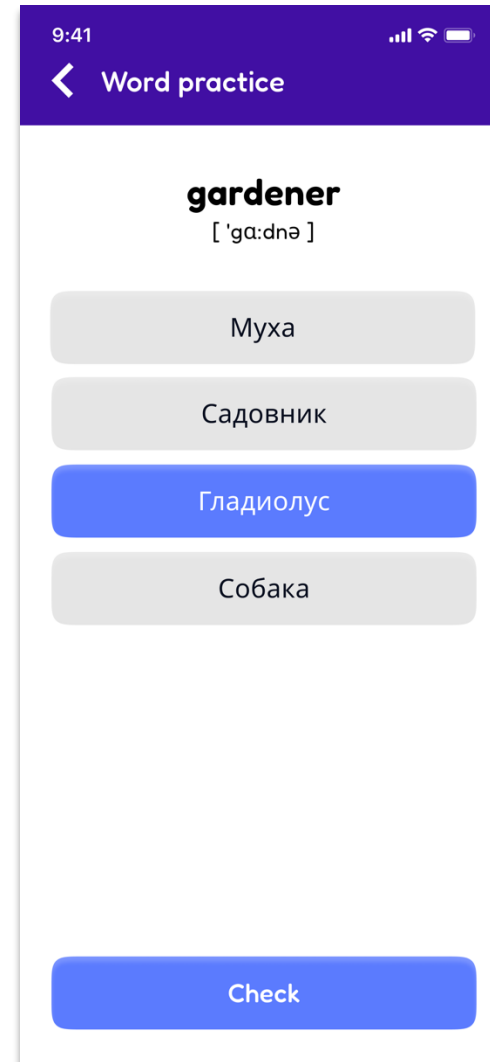 9:41
Word practice
gardener
[ 'gɑ:dnə ]
Муха
Садовник
Гладиолус
Собака
Check